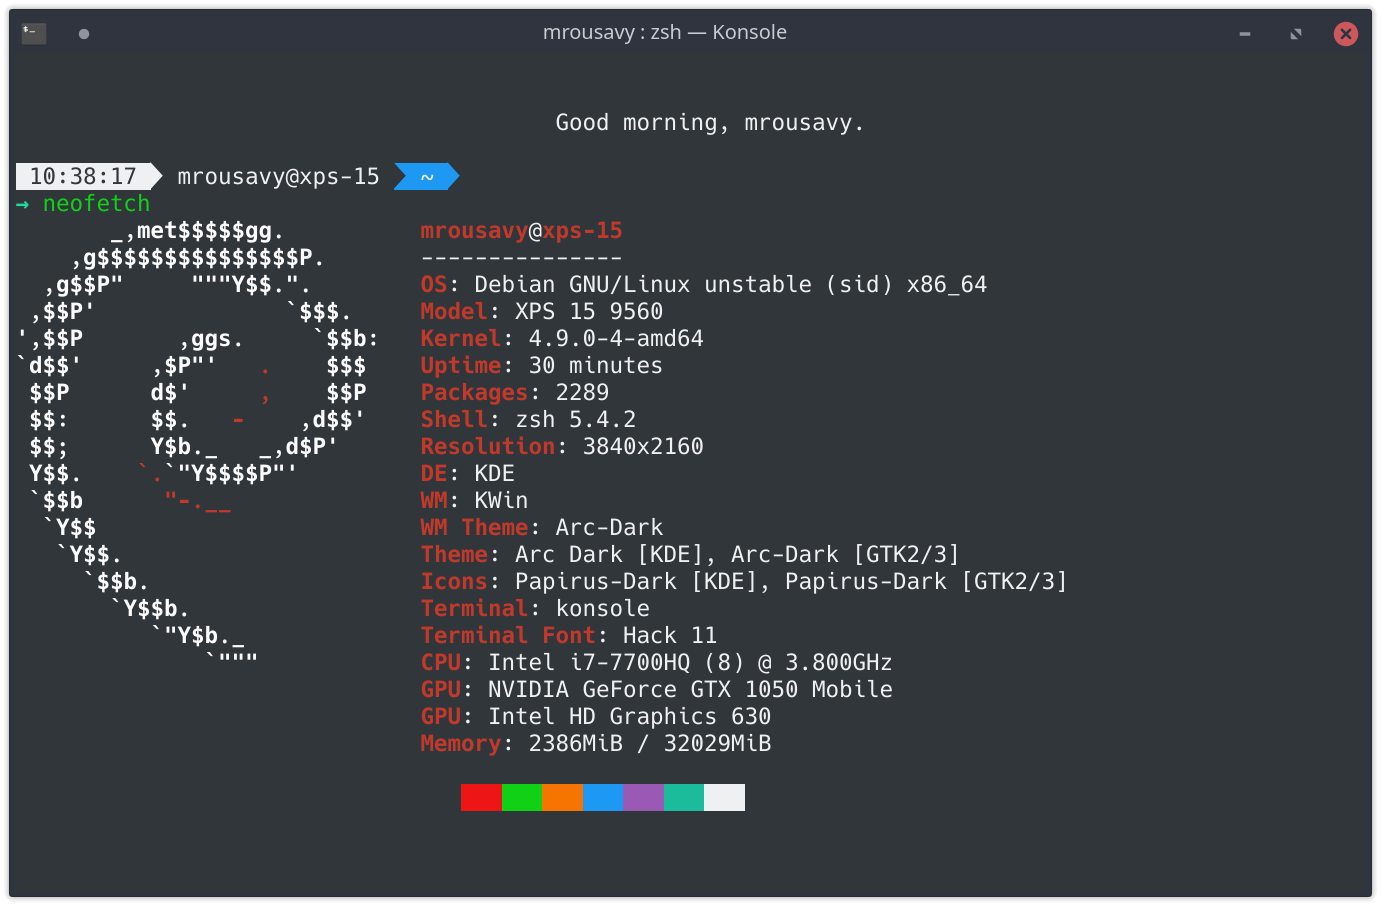 mrousavy : zsh — Konsole
Good morning, mrousavy.
10:38:17 mrousavy@xps-15 ~
→ neofetch
       _,met$$$$$gg.          mrousavy@xps-15
    ,g$$$$$$$$$$$$$$$P.       ---------------
  ,g$$P"     """Y$$.".        OS: Debian GNU/Linux unstable (sid) x86_64
 ,$$P'              `$$$.     Model: XPS 15 9560
',$$P       ,ggs.     `$$b:   Kernel: 4.9.0-4-amd64
`d$$'     ,$P"'   .    $$$    Uptime: 30 minutes
 $$P      d$'     ,    $$P    Packages: 2289
 $$:      $$.   -    ,d$$'    Shell: zsh 5.4.2
 $$;      Y$b._   _,d$P'      Resolution: 3840x2160
 Y$$.    `.`"Y$$$$P"'         DE: KDE
 `$$b      "-.__              WM: KWin
  `Y$$                        WM Theme: Arc-Dark
   `Y$$.                      Theme: Arc Dark [KDE], Arc-Dark [GTK2/3]
     `$$b.                    Icons: Papirus-Dark [KDE], Papirus-Dark [GTK2/3]
       `Y$$b.                 Terminal: konsole
          `"Y$b._             Terminal Font: Hack 11
              `"""            CPU: Intel i7-7700HQ (8) @ 3.800GHz
                              GPU: NVIDIA GeForce GTX 1050 Mobile
                              GPU: Intel HD Graphics 630
                              Memory: 2386MiB / 32029MiB